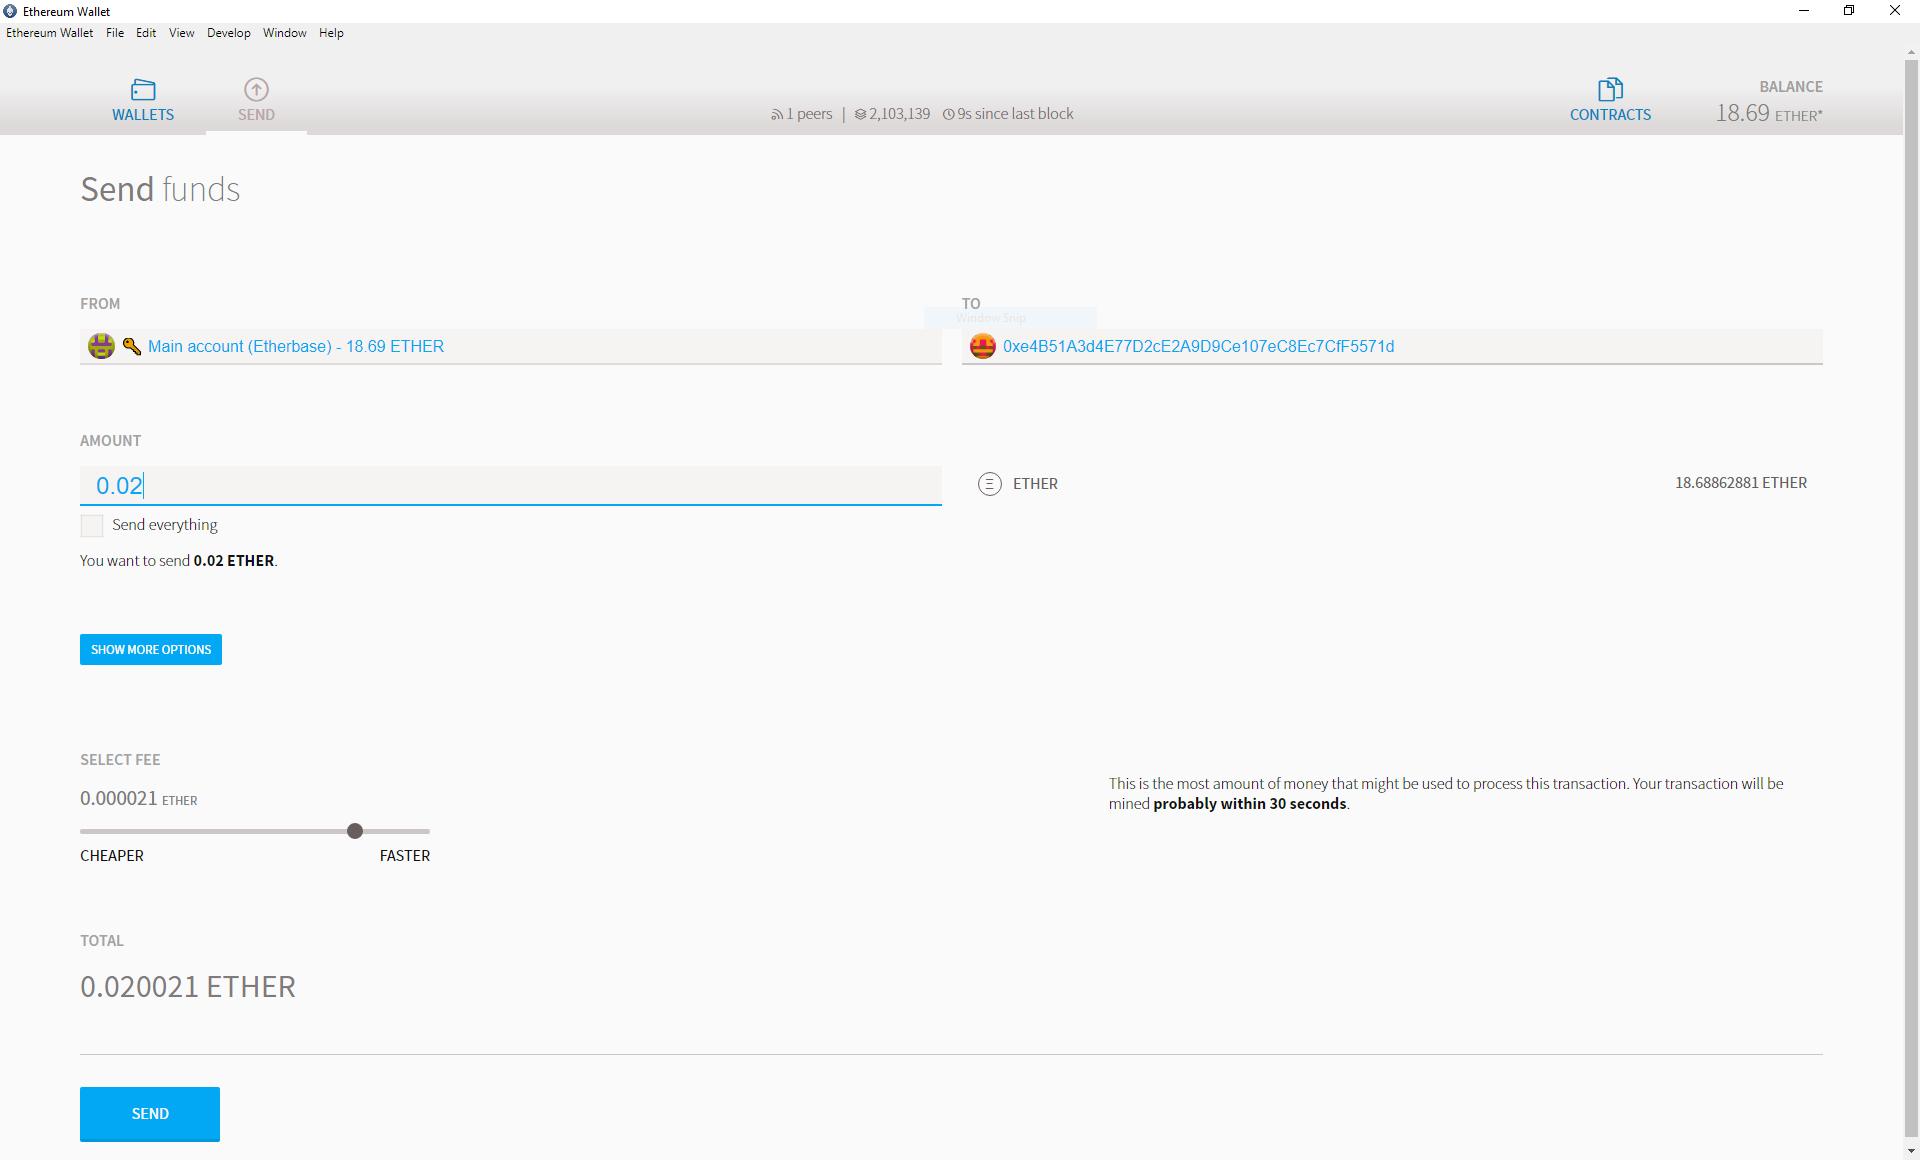 Ethereum Wallet
Ethereum Wallet File Edit View Develop Window Help
WALLETS
SEND
1 peers | 2,103,139 9s since last block
CONTRACTS
BALANCE
18.69 ETHER*
Send funds
FROM
TO
Window Snip
Main account (Etherbase) - 18.69 ETHER
0xe4B51A3d4E77D2cE2A9D9Ce107eC8Ec7CfF5571d
AMOUNT
0.02
ETHER
18.68862881 ETHER
Send everything
You want to send 0.02 ETHER.
SHOW MORE OPTIONS
SELECT FEE
0.000021 ETHER
CHEAPER
FASTER
This is the most amount of money that might be used to process this transaction. Your transaction will be
mined probably within 30 seconds.
TOTAL
0.020021 ETHER
SEND